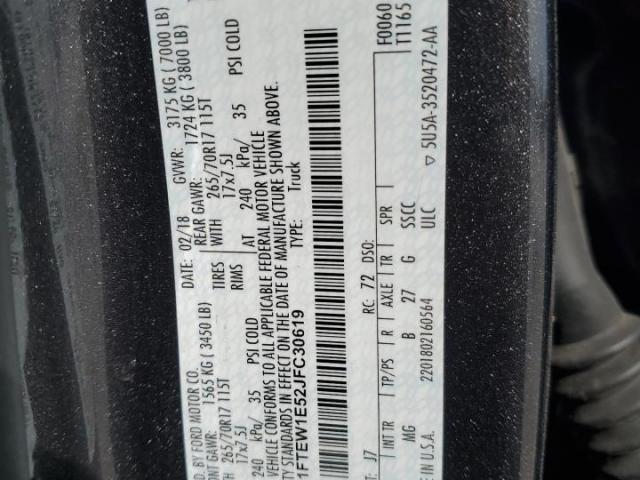 D. BY FORD MOTOR CO.
DATE: 02/18 GVWR: 3175 KG ( 7000 LB)
ONT GAWR: 1565 KG ( 3450 LB) REAR GAWR: 1724 KG ( 3800 LB)
265/70R17 115T TIRES WITH 265/70R17 115T
17x7.5J RIMS 17x7.5J
240 kPa/ 35 PSI COLD AT 240 kPa/ 35 PSI COLD
VEHICLE CONFORMS TO ALL APPLICABLE FEDERAL MOTOR VEHICLE
TY STANDARDS IN EFFECT ON THE DATE OF MANUFACTURE SHOWN ABOVE.
1FTEW1E52JFC30619 TYPE: Truck
F0060
T1165
T: J7 RC: 72 DSO:
INT TR TP/PS R AXLE TR SPR
MG B 27 G SSCC
E IN U.S.A. 2201802160564 ULC ▽ 5U5A-3520472-AA